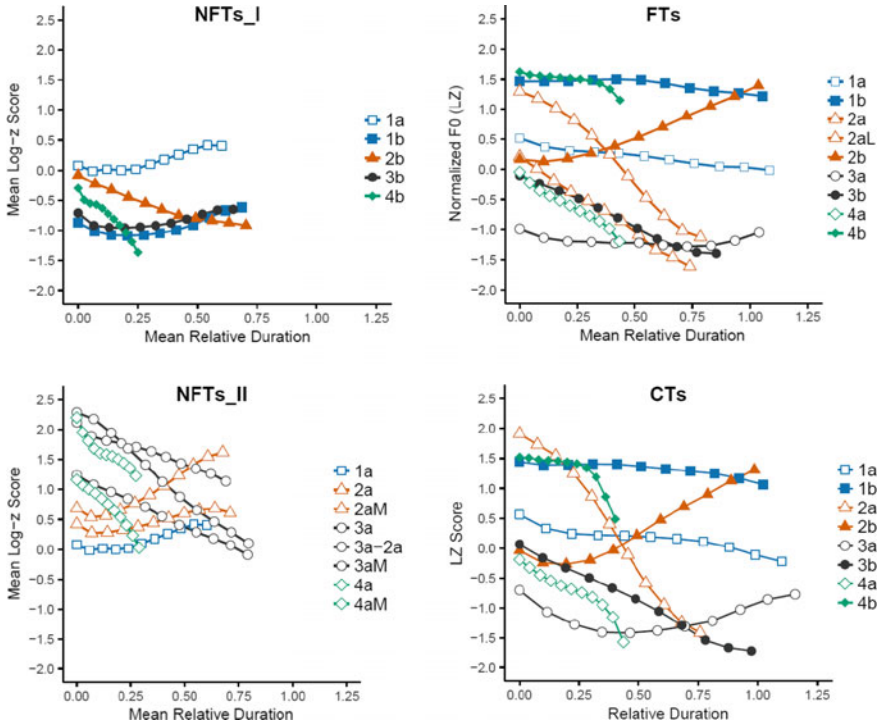 NFTs_I
Mean Log-z Score
2.5
2.0
1.5
1.0
0.5
0.0
-0.5
-1.0
-1.5
-2.0
0.00
0.25
0.50
0.75
1.00
1.25
Mean Relative Duration
1a
1b
2b
3b
4b
FTs
Normalized F0 (LZ)
2.5
2.0
1.5
1.0
0.5
0.0
-0.5
-1.0
-1.5
-2.0
0.00
0.25
0.50
0.75
1.00
1.25
Mean Relative Duration
1a
1b
2a
2aL
2b
3a
3b
4a
4b
NFTs_II
Mean Log-z Score
2.5
2.0
1.5
1.0
0.5
0.0
-0.5
-1.0
-1.5
-2.0
0.00
0.25
0.50
0.75
1.00
1.25
Mean Relative Duration
1a
2a
2aM
3a
3a-2a
3aM
4a
4aM
CTs
LZ Score
2.5
2.0
1.5
1.0
0.5
0.0
-0.5
-1.0
-1.5
-2.0
0.00
0.25
0.50
0.75
1.00
1.25
Relative Duration
1a
1b
2a
2b
3a
3b
4a
4b